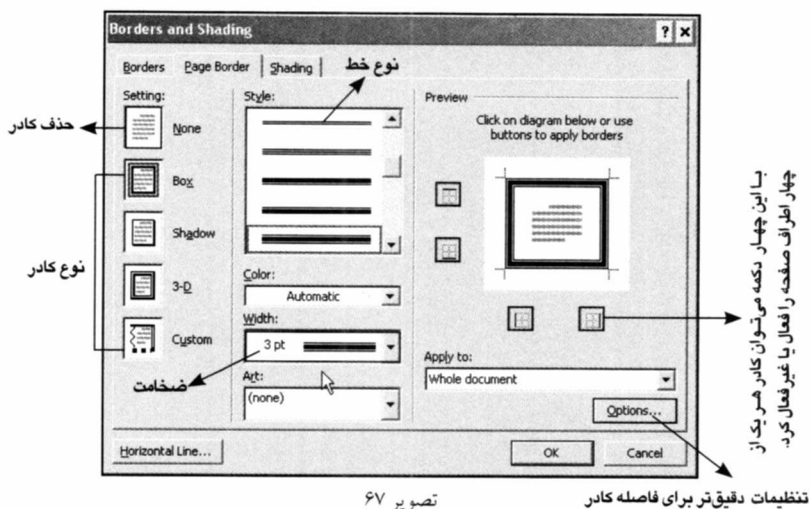 Borders and Shading
Borders Page Border Shading
نوع خط
Setting:
None
Box
Shadow
3-D
Custom
حذف کادر
نوع کادر
Style:
Color:
Automatic
Width:
3 pt
ضخامت
Art:
(none)
Preview
Click on diagram below or use
buttons to apply borders
Apply to:
Whole document
Options...
Horizontal Line...
OK
Cancel
با این چهار دکمه می‌توان کادر هر یک از
چهار اطراف صفحه را فعال یا غیرفعال کرد.
تنظیمات دقیق‌تر برای فاصله کادر
تصویر ۶۷